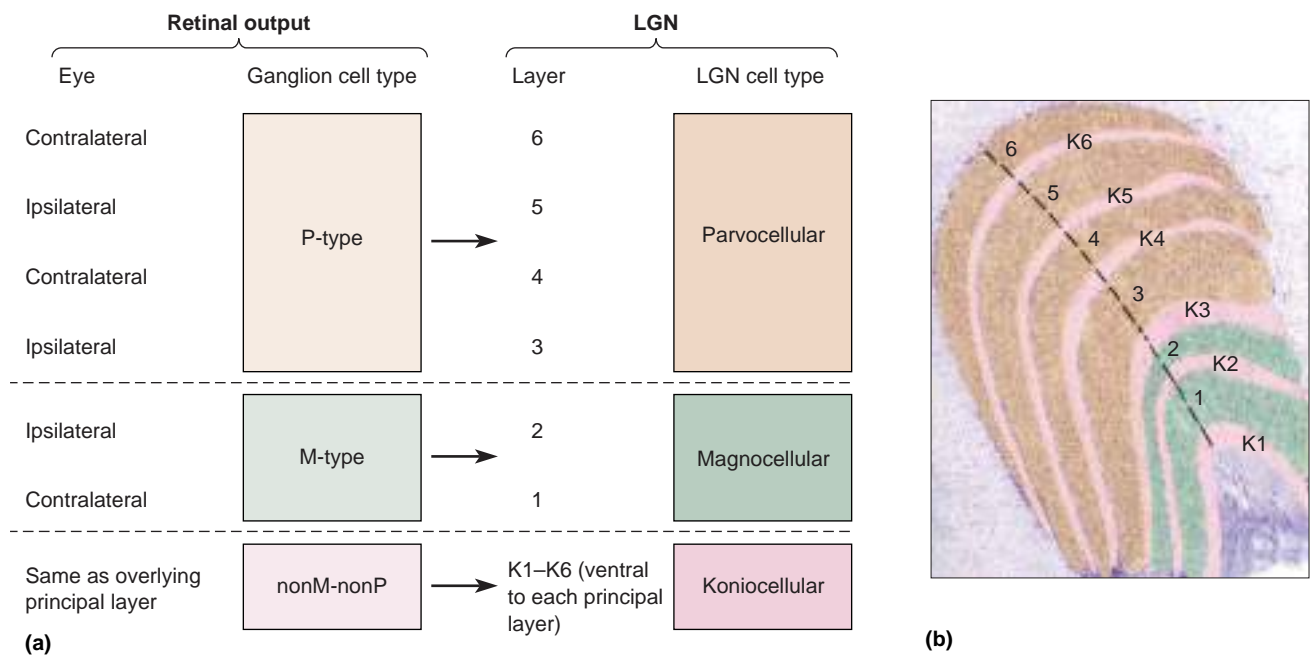 Retinal output
LGN
Eye
Ganglion cell type
Layer
LGN cell type
Contralateral
6
Ipsilateral
5
P-type
Parvocellular
Contralateral
4
Ipsilateral
3
Ipsilateral
2
M-type
Magnocellular
Contralateral
1
Same as overlying
principal layer
nonM-nonP
K1–K6 (ventral
to each principal
layer)
Koniocellular
(a)
6
K6
5
K5
4
K4
3
K3
2
K2
1
K1
(b)